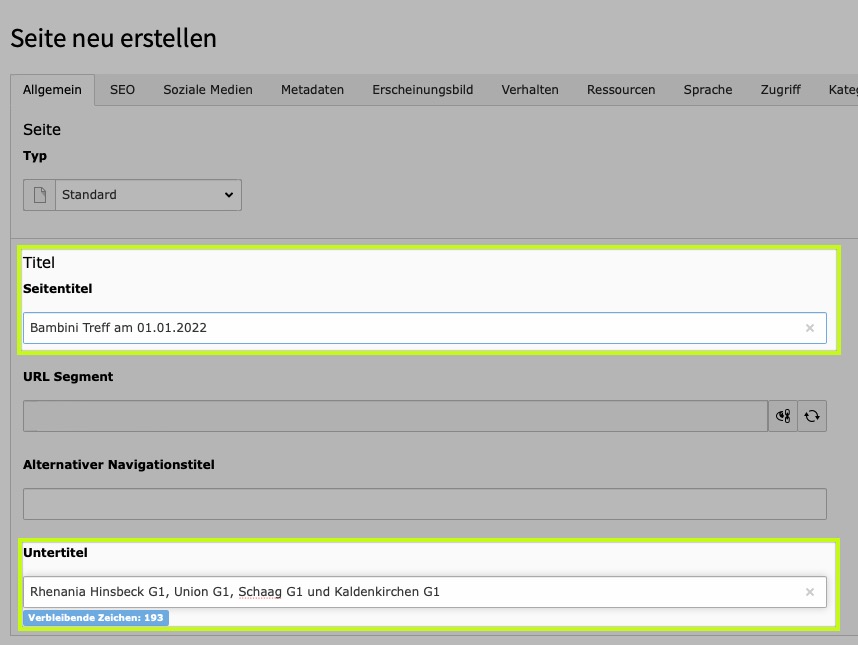 Seite neu erstellen
Allgemein SEO Soziale Medien Metadaten Erscheinungsbild Verhalten Ressourcen Sprache Zugriff Kateg
Seite
Typ
Standard
Titel
Seitentitel
Bambini Treff am 01.01.2022
URL Segment
Alternativer Navigationstitel
Untertitel
Rhenania Hinsbeck G1, Union G1, Schaag G1 und Kaldenkirchen G1
Verbleibende Zeichen: 193